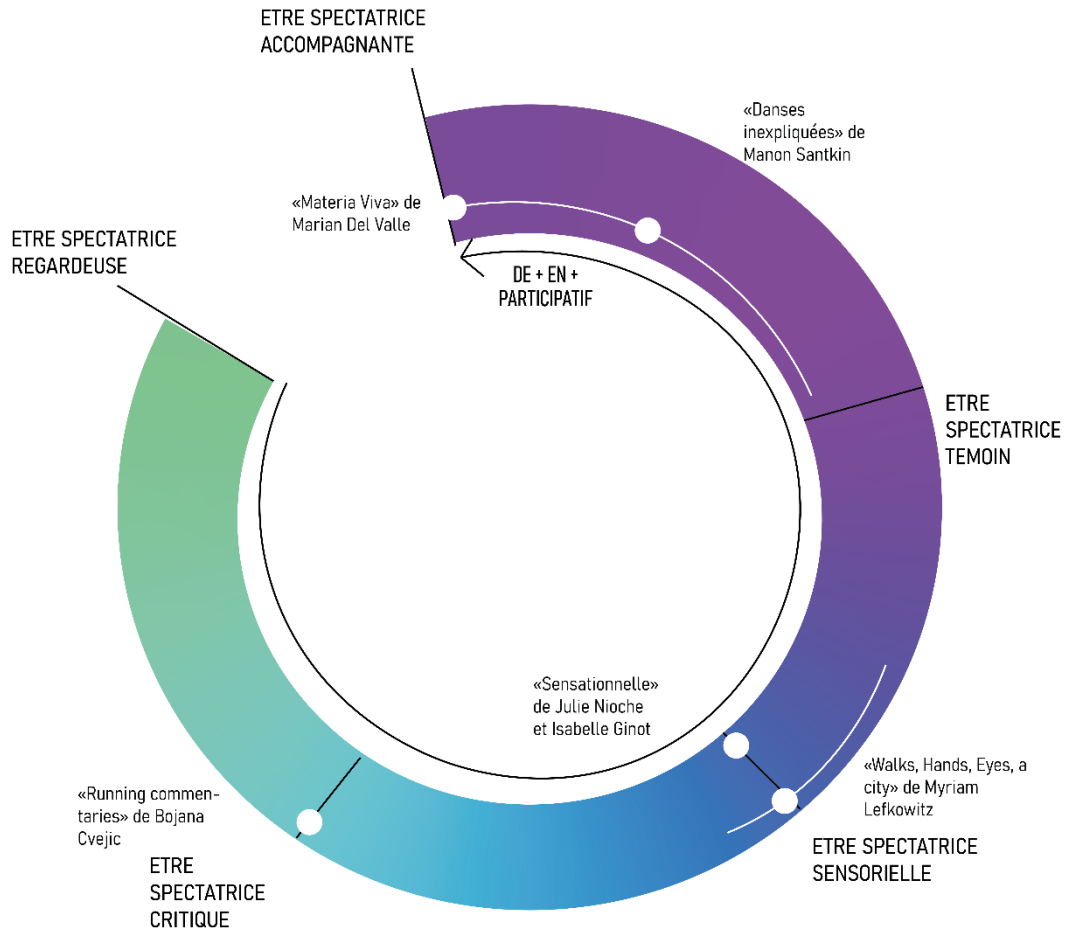 ETRE SPECTATRICE
ACCOMPAGNANTE
«Danses
inexpliquées» de
Manon Santkin
«Materia Viva» de
Marian Del Valle
ETRE SPECTATRICE
REGARDEUSE
DE + EN +
PARTICIPATIF
ETRE
SPECTATRICE
TEMOIN
«Sensationnelle»
de Julie Nioche
et Isabelle Ginot
«Walks, Hands, Eyes, a
city» de Myriam
Lefkowitz
«Running commen-
taries» de Bojana
Cvejic
ETRE SPECTATRICE
SENSORIELLE
ETRE
SPECTATRICE
CRITIQUE